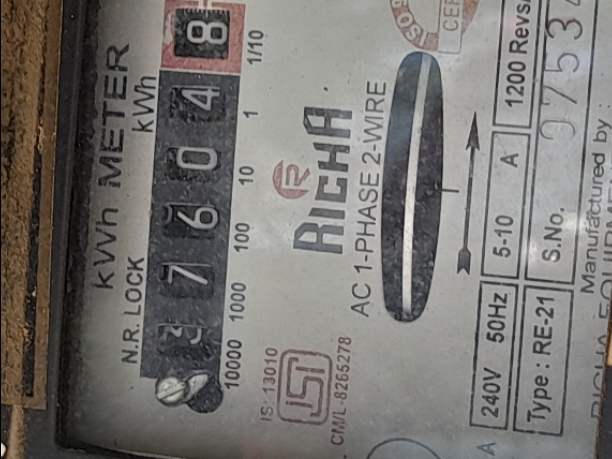 kWh METER
N.R. LOCK kWh
3 7 6 0 4 8
10000 1000 100 10 1 1/10
RICHA
AC 1-PHASE 2-WIRE
IS: 13010
CM/L-8265278
240V 50Hz 5-10 A 1200 Revs
Type : RE-21 S.No. 97534
Manufactured by :